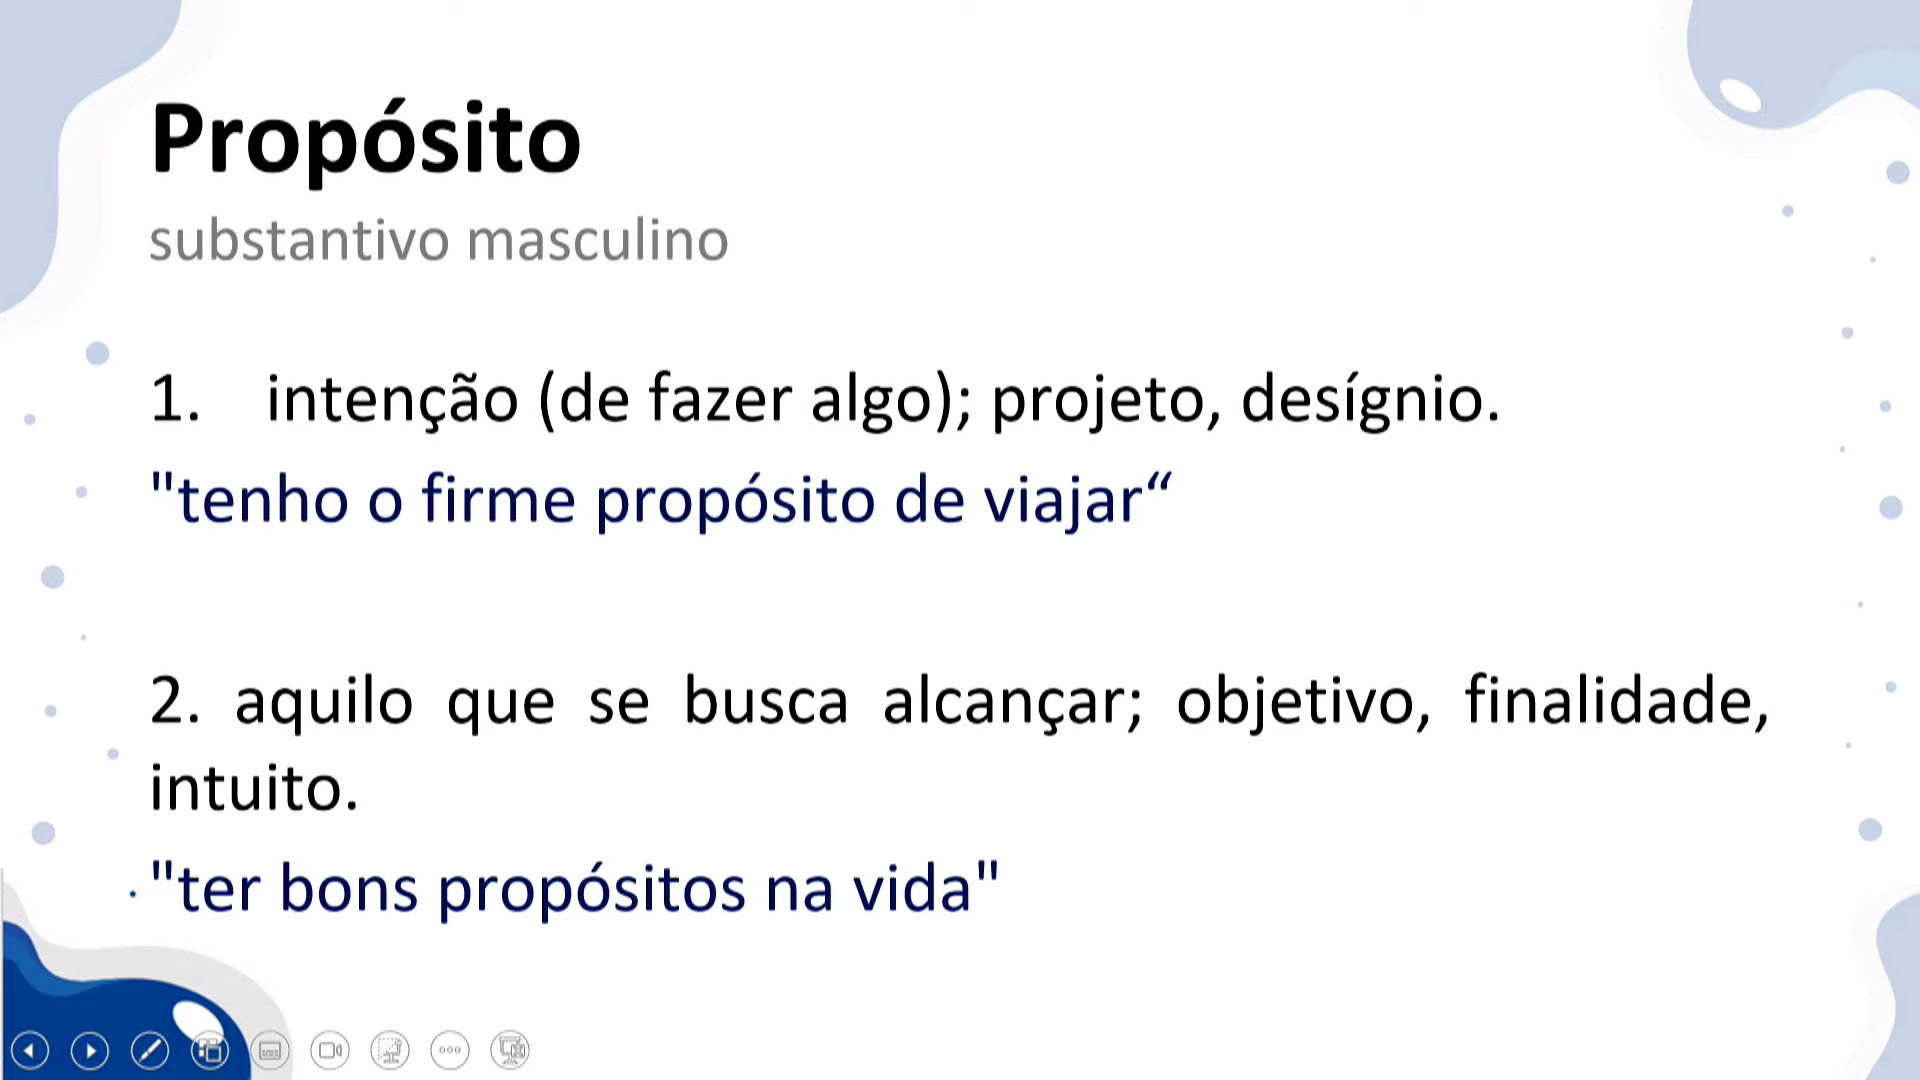 Propósito
substantivo masculino
1. intenção (de fazer algo); projeto, desígnio.
"tenho o firme propósito de viajar“
2. aquilo que se busca alcançar; objetivo, finalidade,
intuito.
"ter bons propósitos na vida"